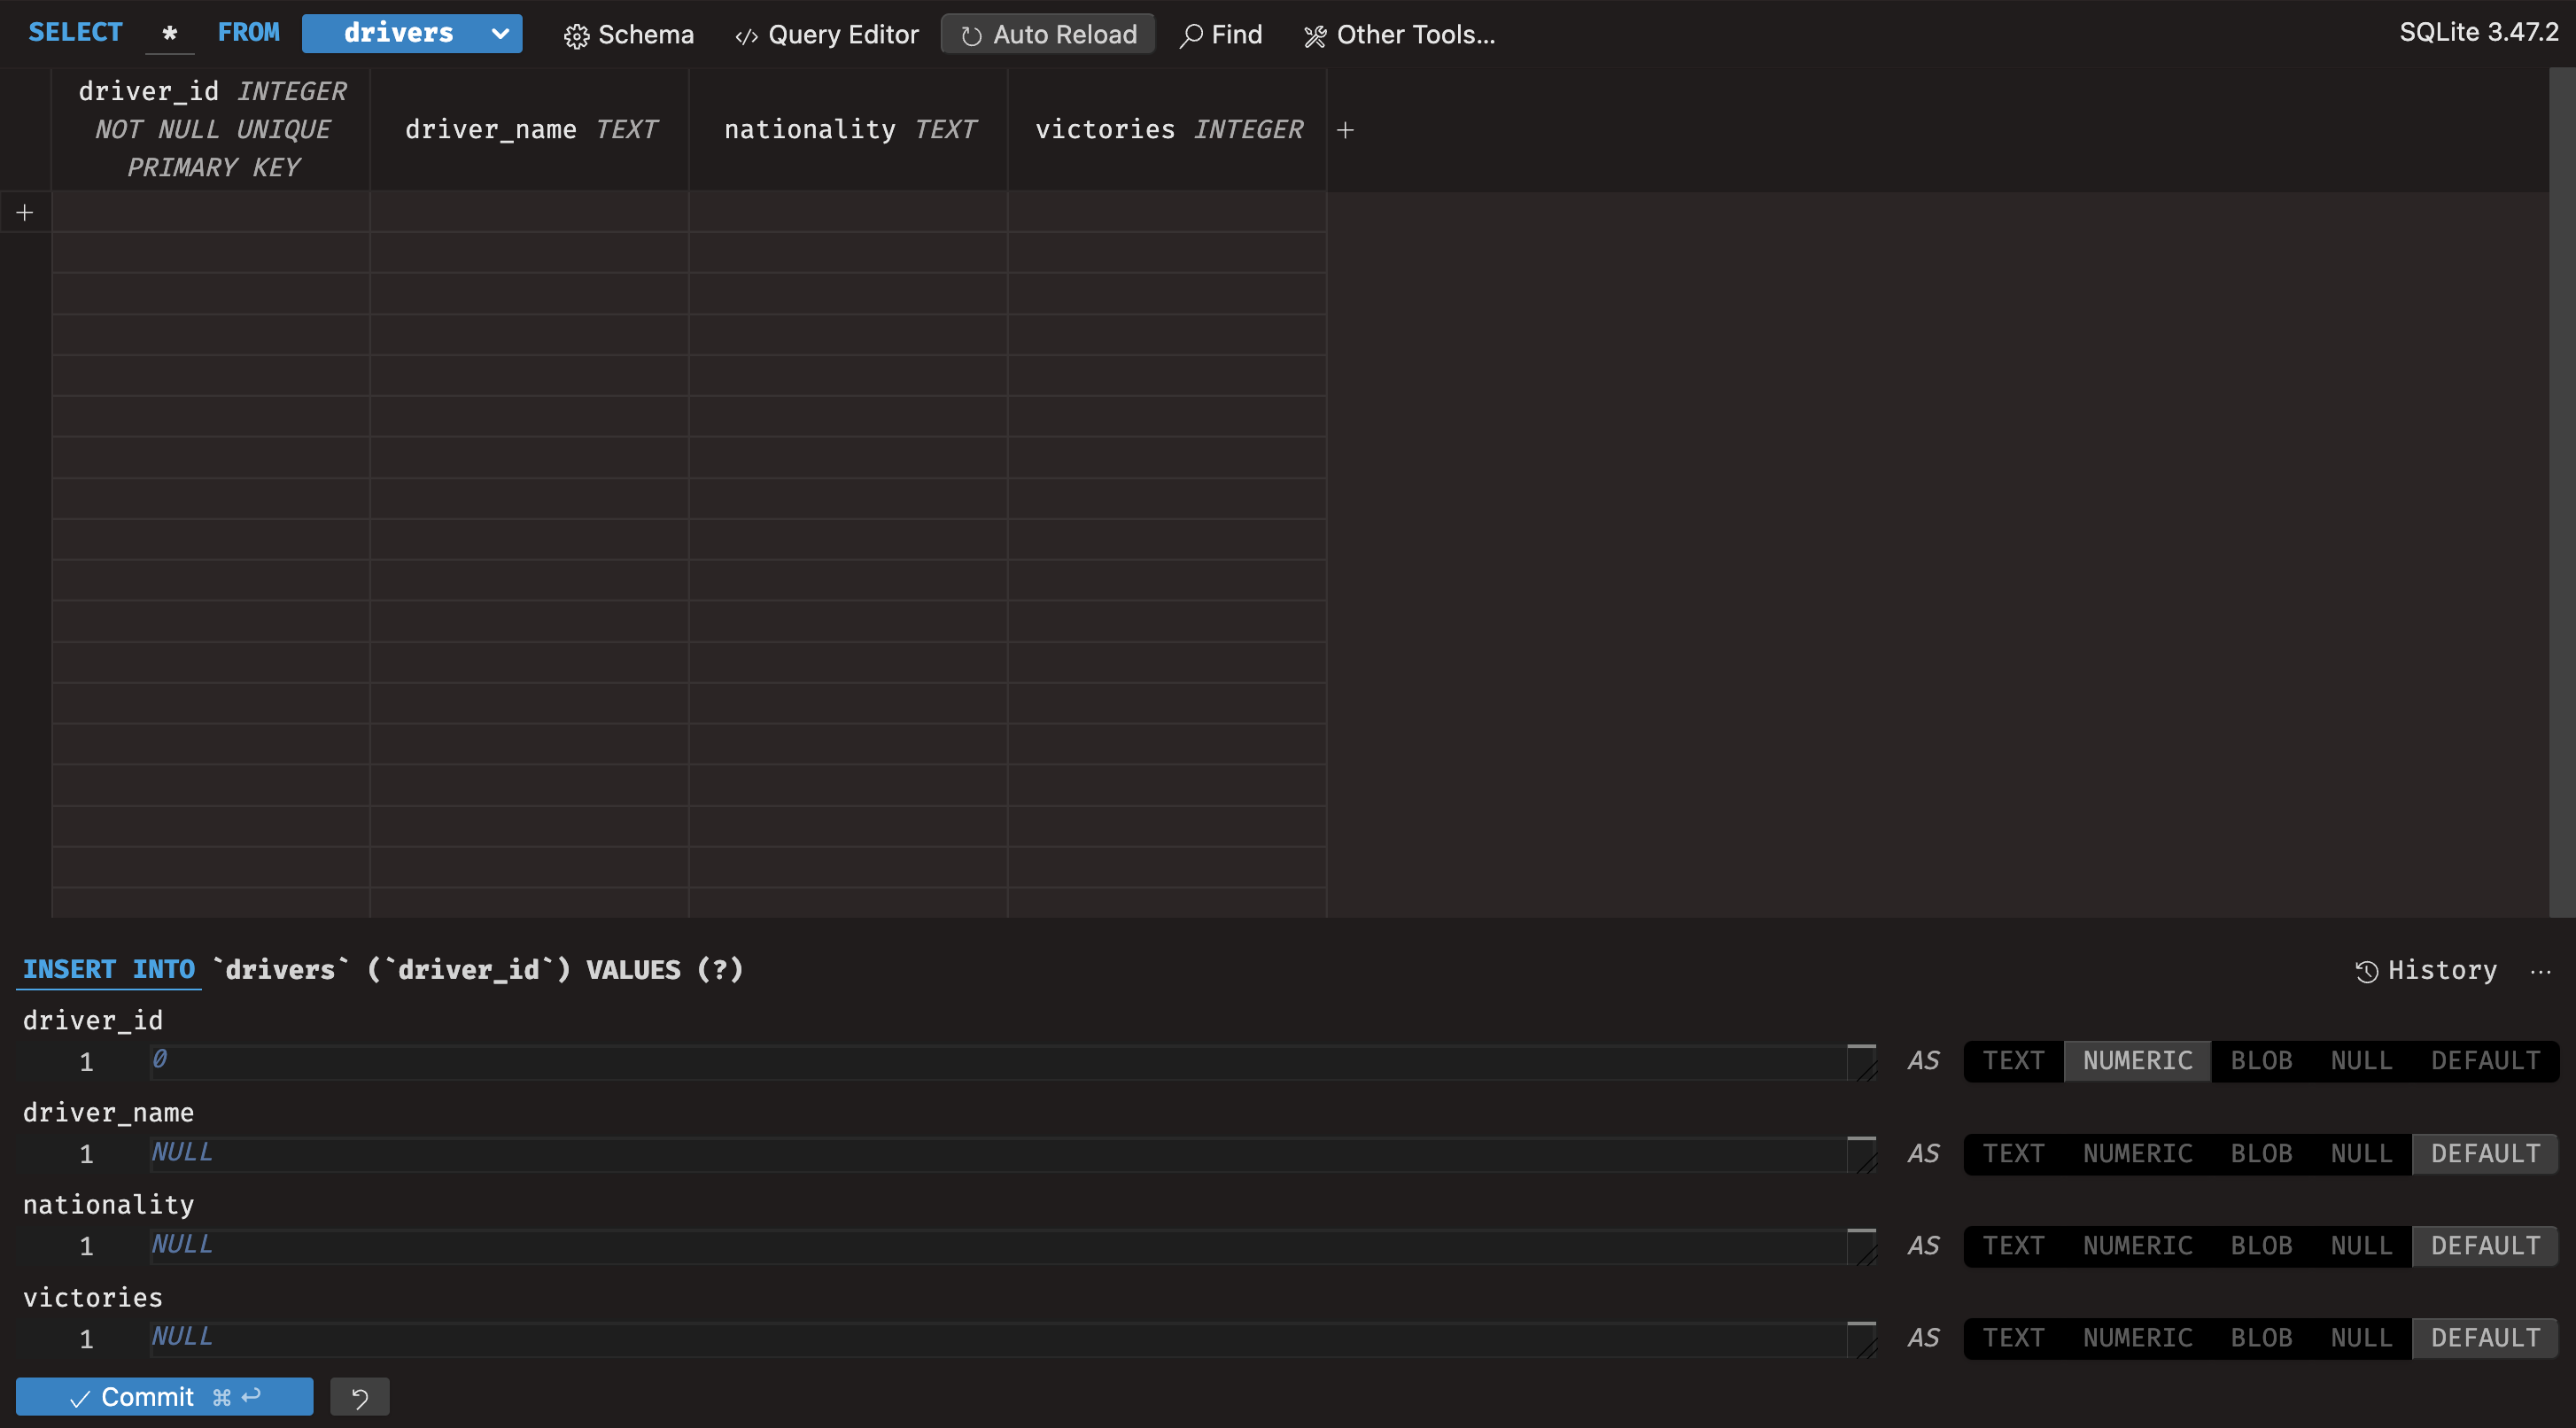 SELECT * FROM drivers Schema Query Editor Auto Reload Find Other Tools... SQLite 3.47.2
driver_id INTEGER NOT NULL UNIQUE PRIMARY KEY
driver_name TEXT
nationality TEXT
victories INTEGER
+
+
INSERT INTO `drivers` (`driver_id`) VALUES (?) History ...
driver_id
1 0 AS TEXT NUMERIC BLOB NULL DEFAULT
driver_name
1 NULL AS TEXT NUMERIC BLOB NULL DEFAULT
nationality
1 NULL AS TEXT NUMERIC BLOB NULL DEFAULT
victories
1 NULL AS TEXT NUMERIC BLOB NULL DEFAULT
Commit ⌘ ↩